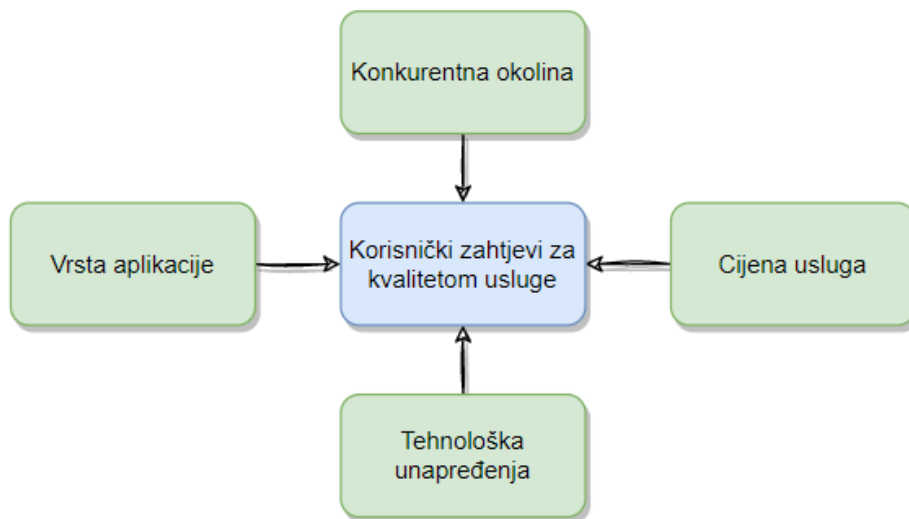 Konkurentna okolina
Vrsta aplikacije
Korisnički zahtjevi za
kvalitetom usluge
Cijena usluga
Tehnološka
unapređenja